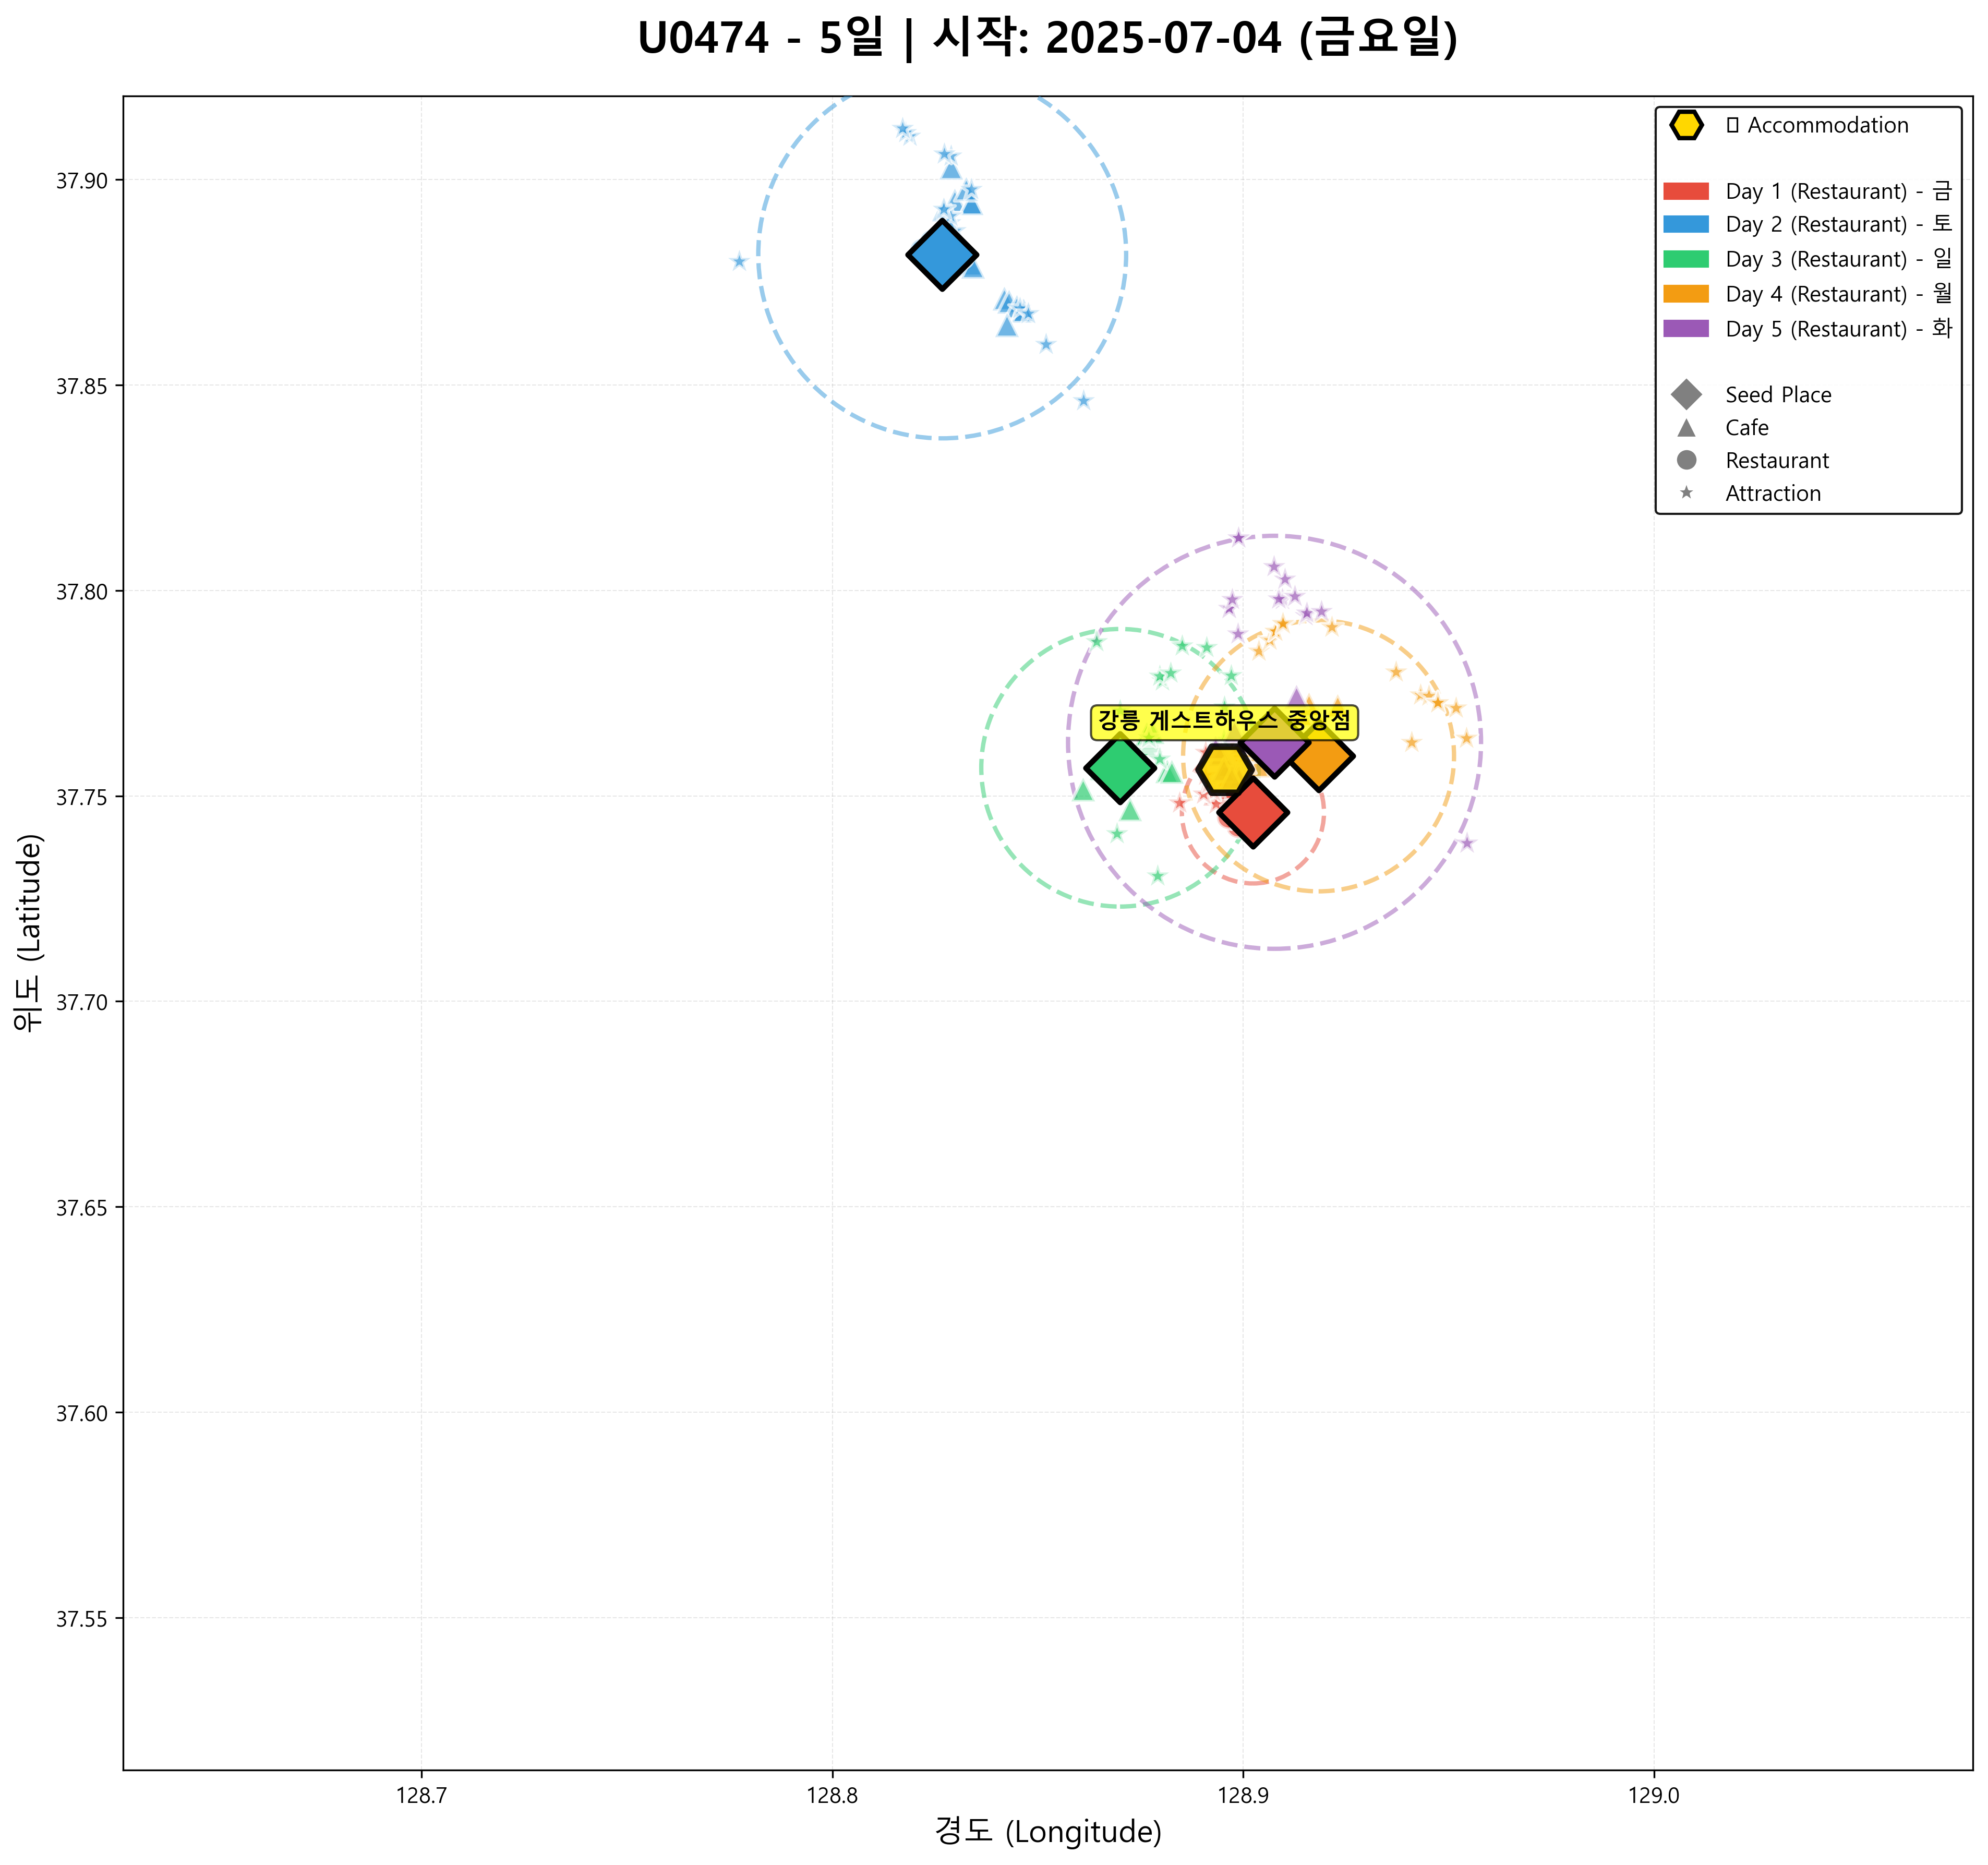 U0474 - 5일 | 시작: 2025-07-04 (금요일)
▯ Accommodation
Day 1 (Restaurant) - 금
Day 2 (Restaurant) - 토
Day 3 (Restaurant) - 일
Day 4 (Restaurant) - 월
Day 5 (Restaurant) - 화
Seed Place
Cafe
Restaurant
Attraction
위도 (Latitude)
37.90
37.85
37.80
37.75
37.70
37.65
37.60
37.55
강릉 게스트하우스 중앙점
128.7
128.8
128.9
129.0
경도 (Longitude)